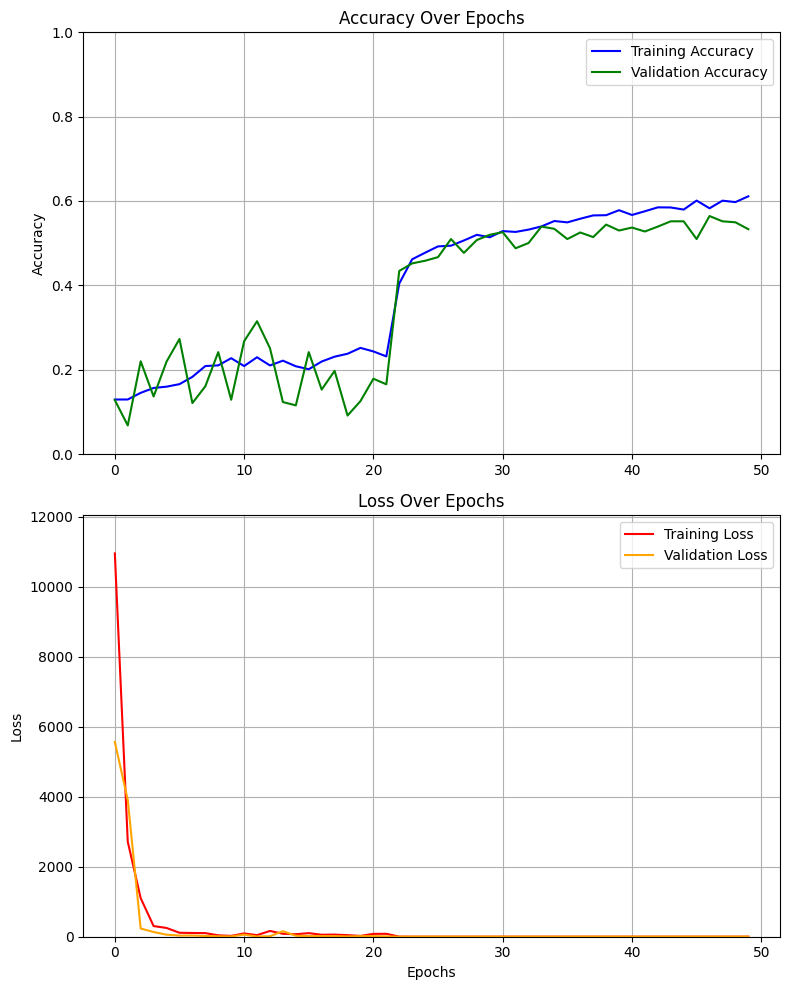 Accuracy Over Epochs
1.0
0.8
0.6
0.4
0.2
0.0
Accuracy
Training Accuracy
Validation Accuracy
0 10 20 30 40 50
Loss Over Epochs
12000
10000
8000
6000
4000
2000
0
Loss
Training Loss
Validation Loss
0 10 20 30 40 50
Epochs